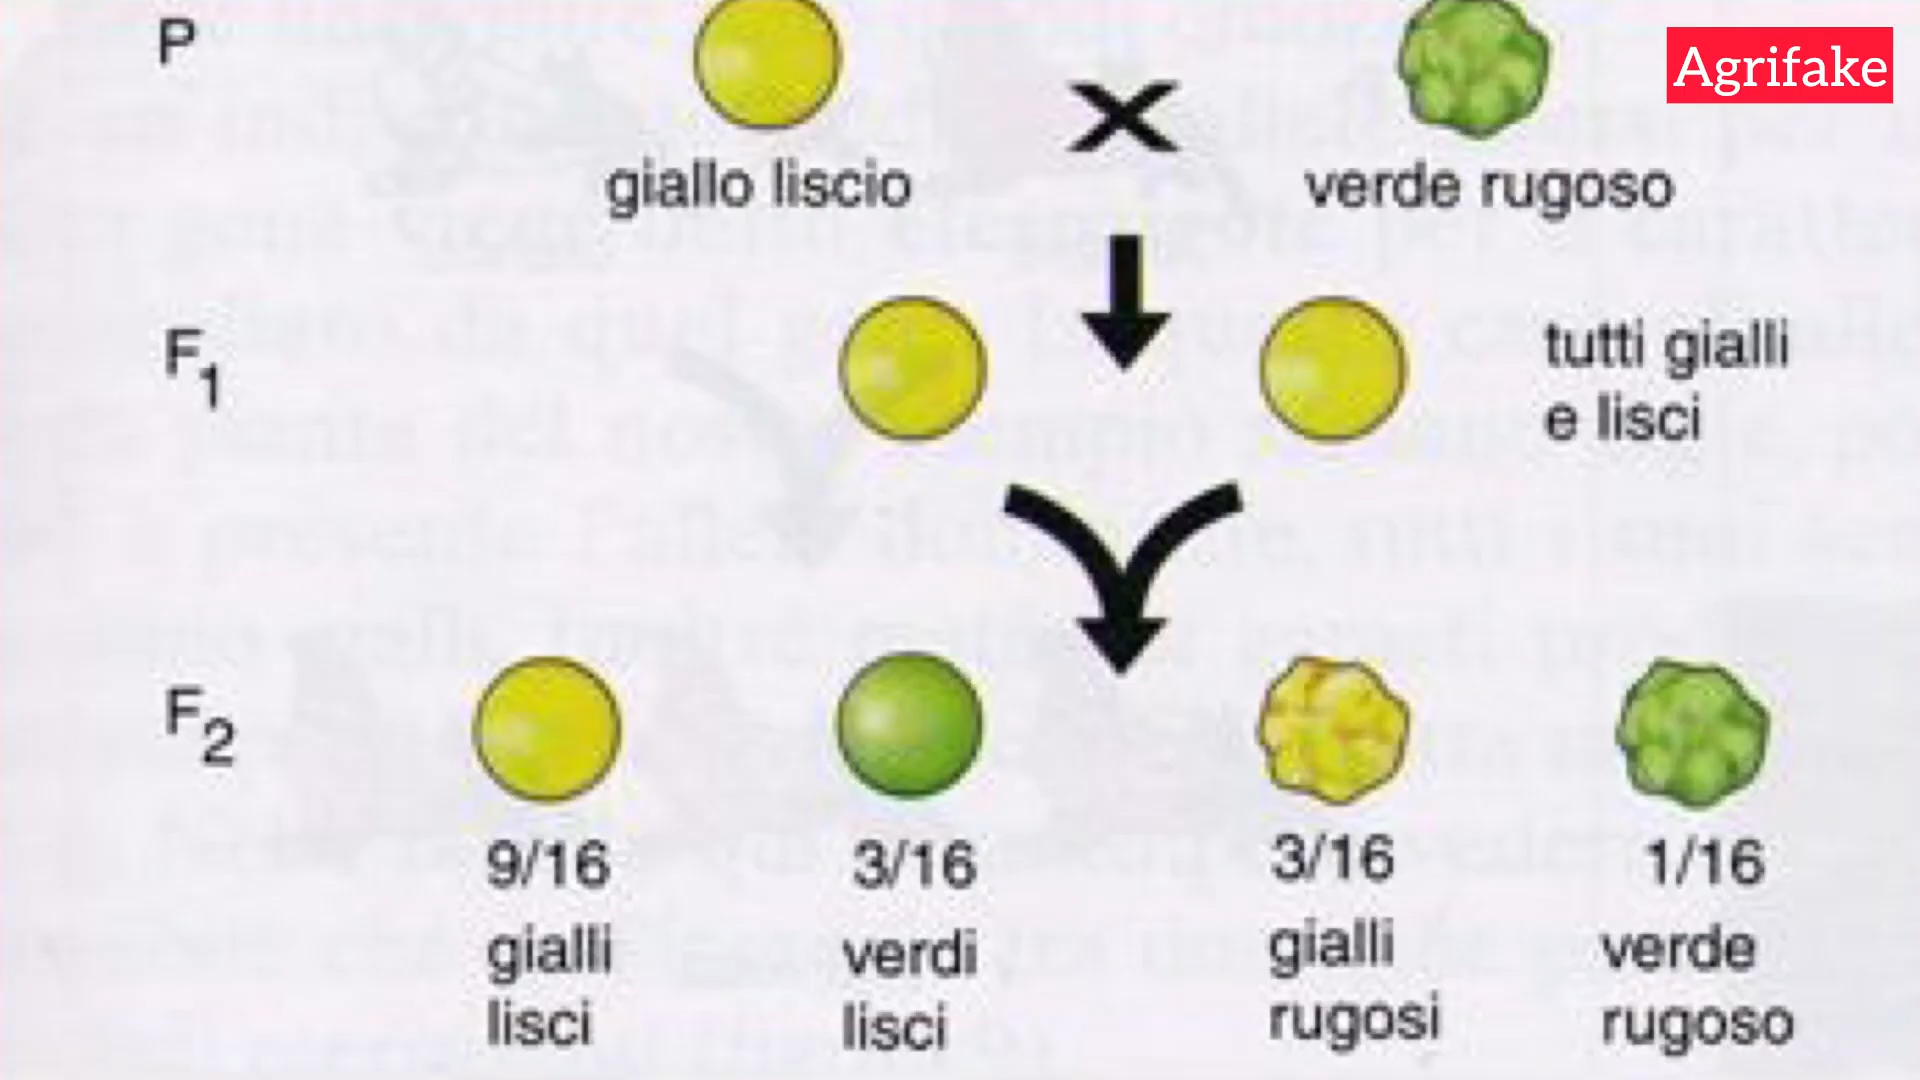 P
Agrifake
giallo liscio
verde rugoso
F1
tutti gialli
e lisci
F2
9/16
3/16
3/16
1/16
gialli
lisci
verdi
lisci
gialli
rugosi
verde
rugoso